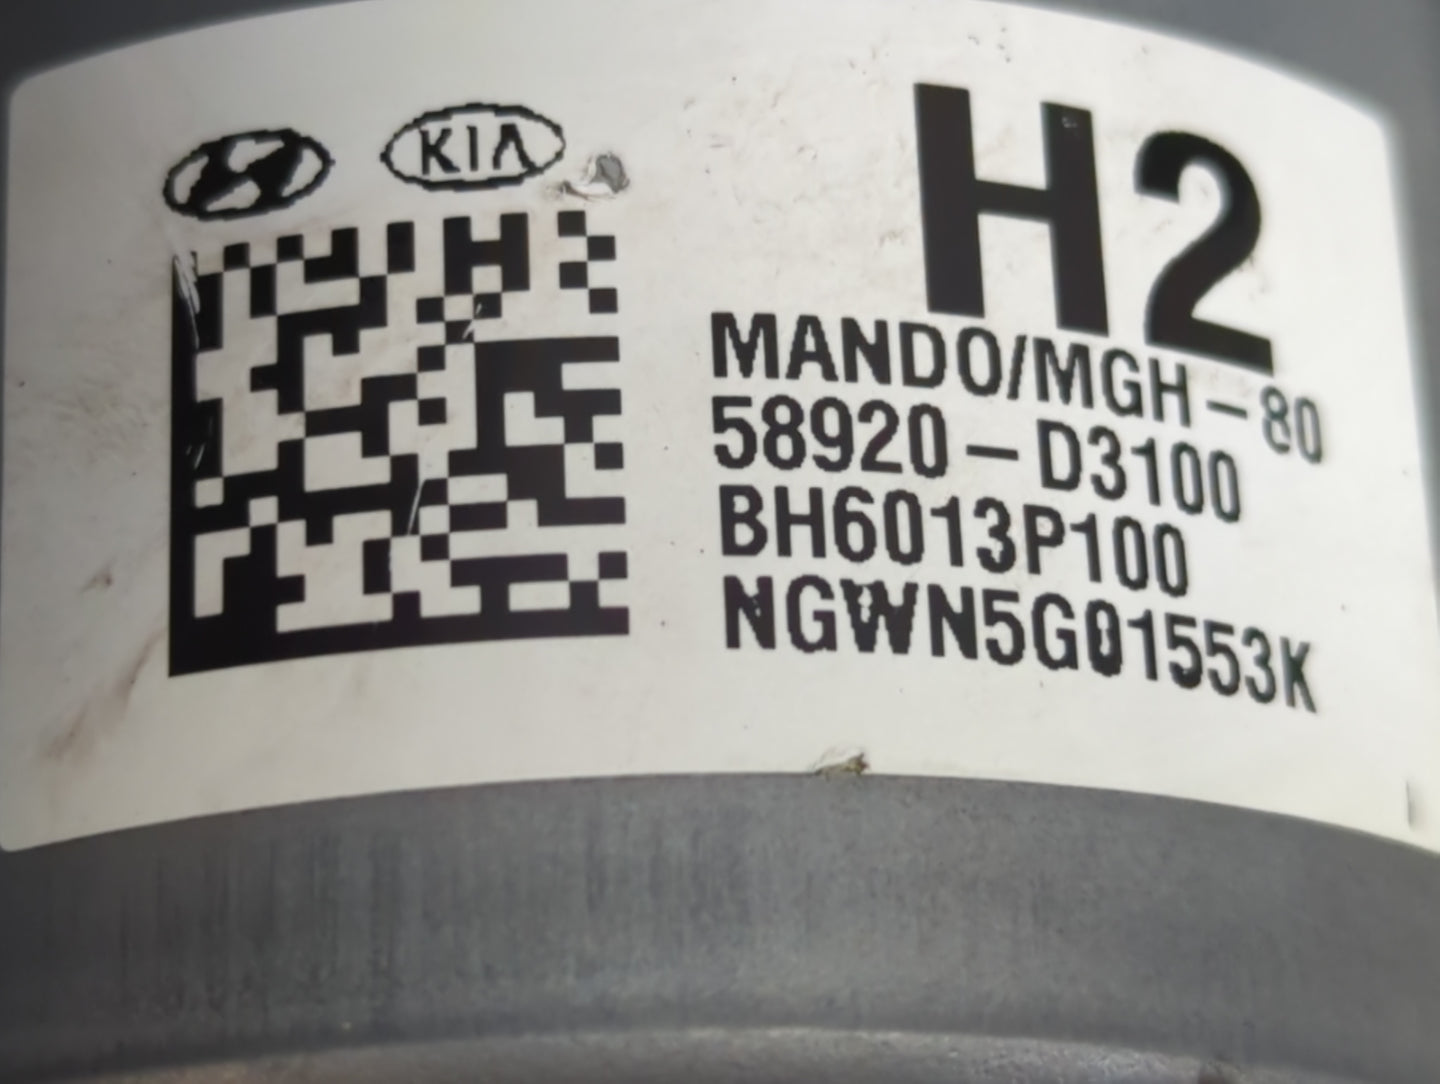 KIA
H2
MANDO/MGH-80
58920-D3100
BH6013P100
NGWN5G01553K